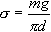 σ = mg / πd